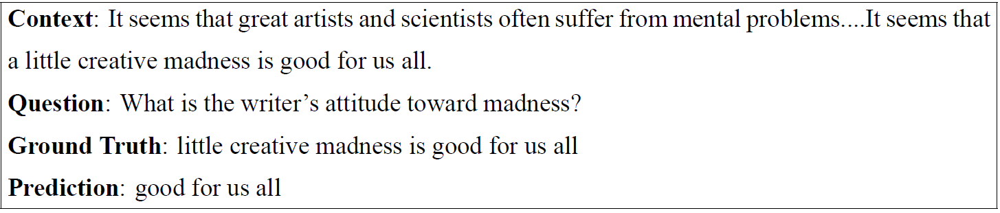 Context: It seems that great artists and scientists often suffer from mental problems....It seems that
a little creative madness is good for us all.
Question: What is the writer’s attitude toward madness?
Ground Truth: little creative madness is good for us all
Prediction: good for us all